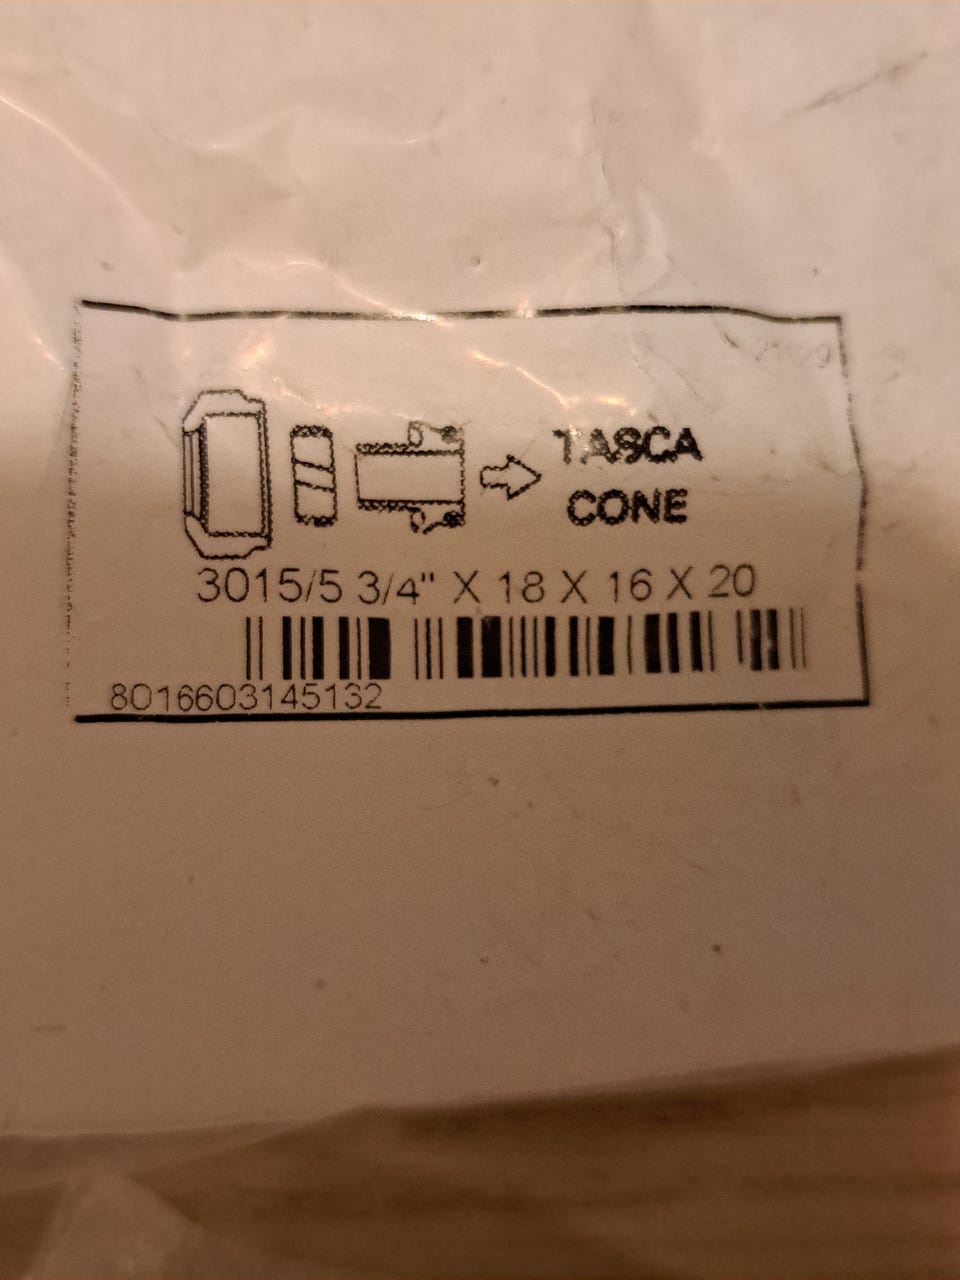 TASCA
CONE
3015/5 3/4" X 18 X 16 X 20
8016603145132